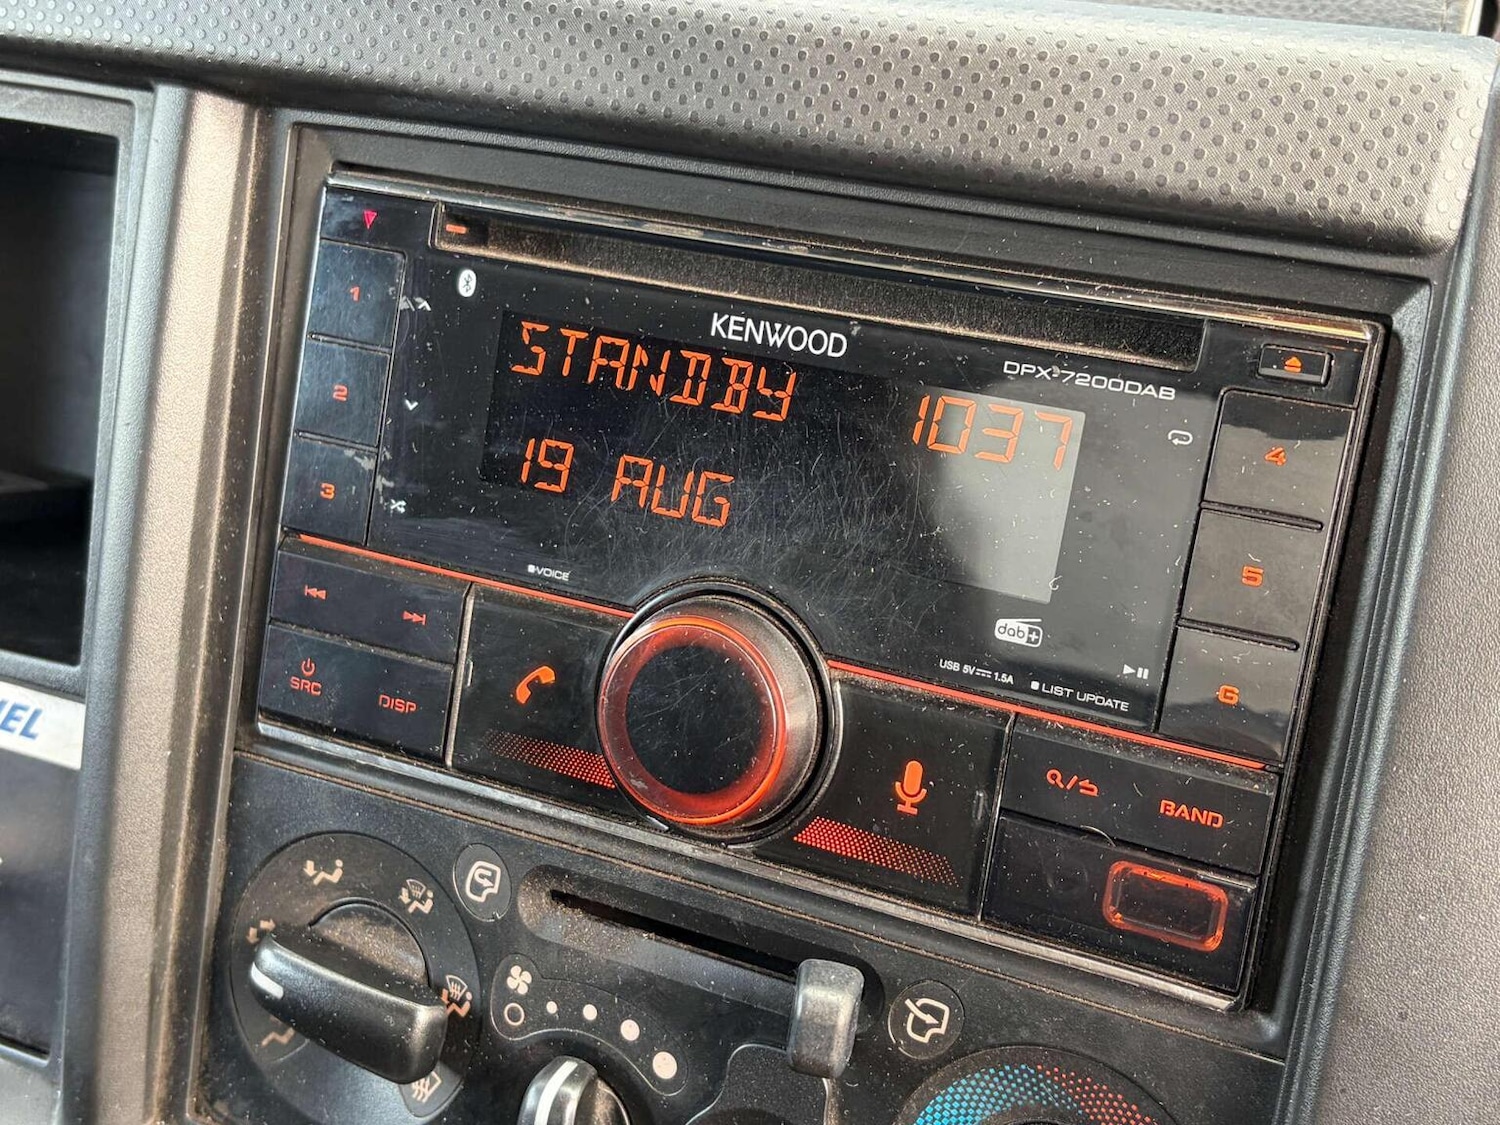 KENWOOD
DPX-7200DAB
STANDBY 1037
19 AUG
1
2
3
4
5
6
VOICE
dab+
USB 5V 1.5A
LIST UPDATE
SRC
DISP
BAND
IEL